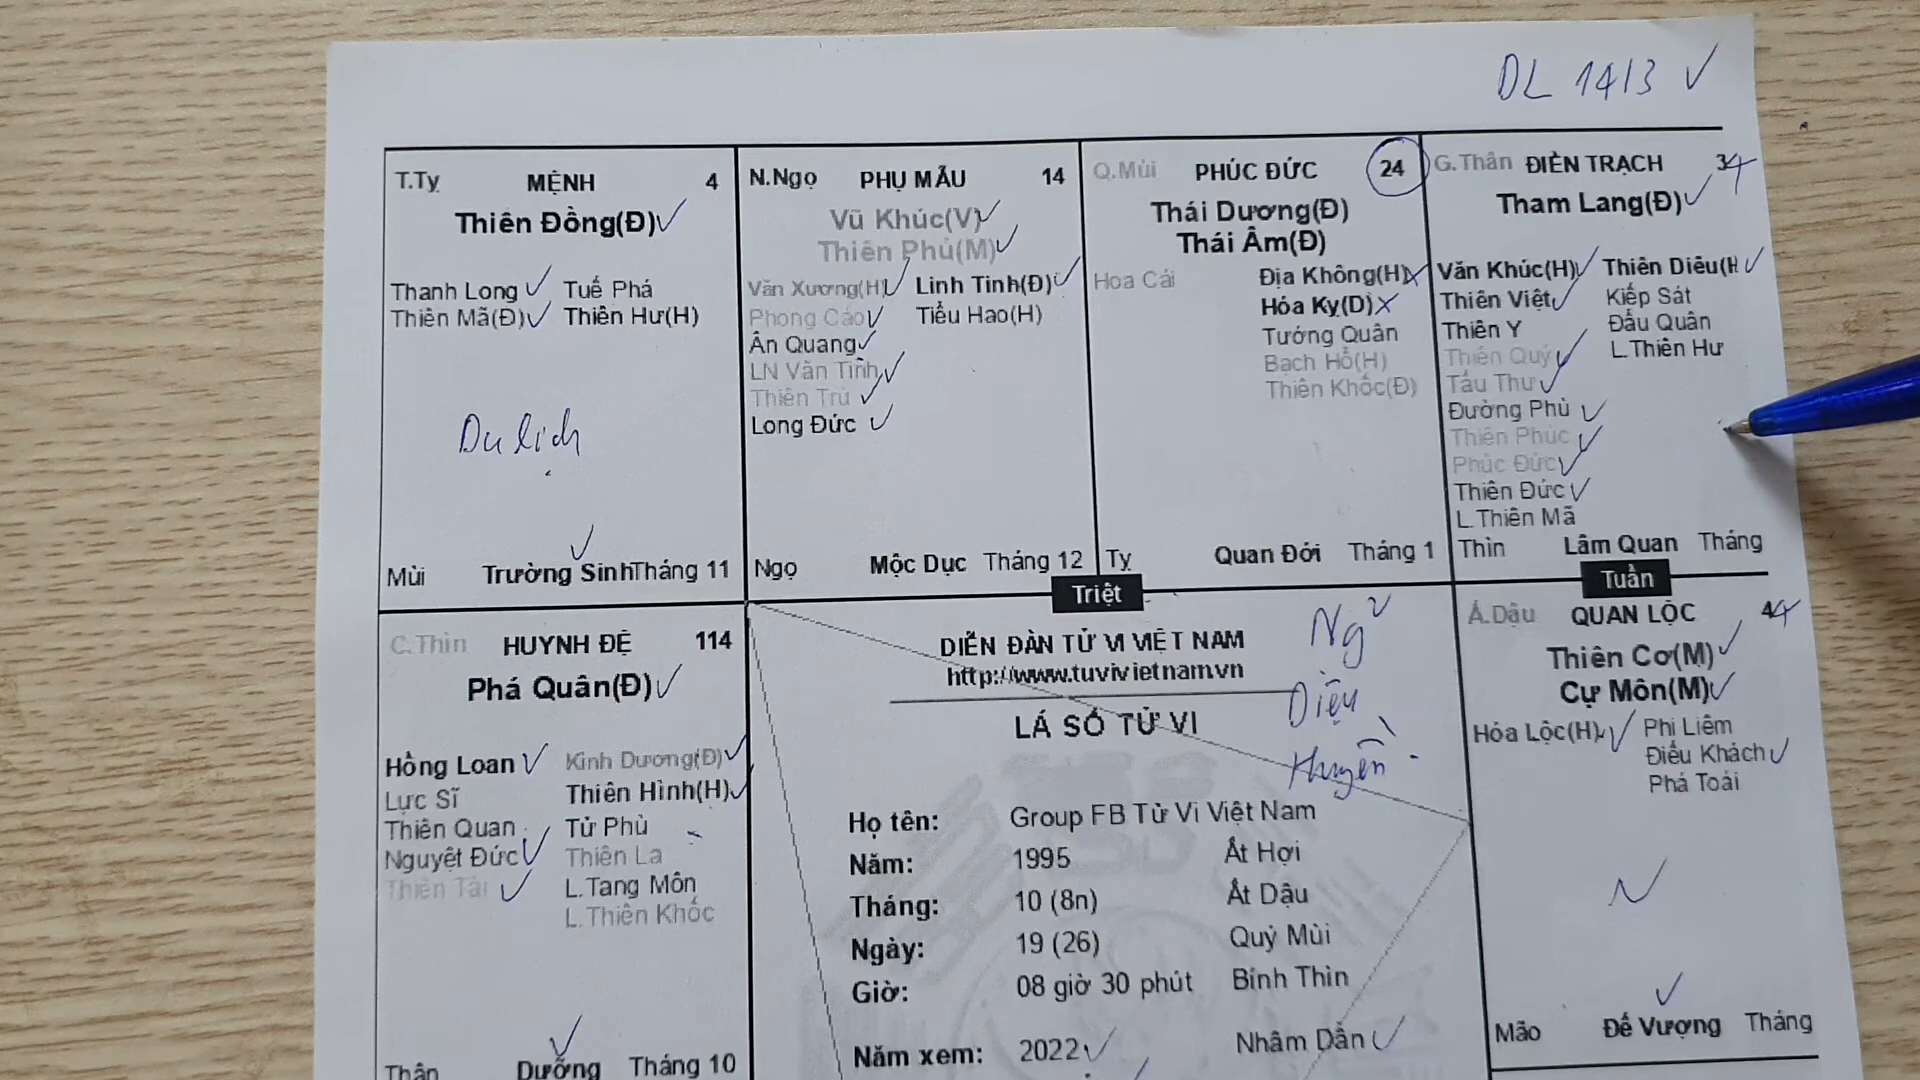 DL 1413
T.Tỵ MỆNH 4
Thiên Đồng(Đ)
Thanh Long Tuế Phá
Thiên Mã(Đ) Thiên Hư(H)
Du lịch
Mùi Trường Sinh Tháng 11
N.Ngọ PHỤ MẪU 14
Vũ Khúc(V)
Thiên Phủ(M)
Văn Xương(H) Linh Tinh(Đ)
Phong Cáo Tiểu Hao(H)
Ân Quang
LN Văn Tinh
Thiên Trù
Long Đức
Ngọ Mộc Dục Tháng 12
Q.Mùi PHÚC ĐỨC 24
Thái Dương(Đ)
Thái Âm(Đ)
Hoa Cái Địa Không(H)
Hóa Kỵ(D)
Tướng Quân
Bạch Hổ(H)
Thiên Khốc(Đ)
Tỵ Quan Đới Tháng 1
G.Thân ĐIỀN TRẠCH 34
Tham Lang(Đ)
Văn Khúc(H) Thiên Diêu(H
Thiên Việt Kiếp Sát
Thiên Y Đẩu Quân
Thiên Quý L.Thiên Hư
Tấu Thư
Đường Phù
Thiên Phúc
Phúc Đức
Thiên Đức
L.Thiên Mã
Thìn Lâm Quan Tháng
Triệt
Tuần
C.Thìn HUYNH ĐỆ 114
Phá Quân(Đ)
Hồng Loan Kình Dương(Đ)
Lực Sĩ Thiên Hình(H)
Thiên Quan Tử Phù
Nguyệt Đức Thiên La
Thiên Tài L.Tang Môn
L.Thiên Khốc
Thân Dưỡng Tháng 10
DIỄN ĐÀN TỬ VI VIỆT NAM
http://www.tuvivietnam.vn
LÁ SỐ TỬ VI
Ng
Diệu
Huyền
Họ tên: Group FB Tử Vi Việt Nam
Năm: 1995 Ất Hợi
Tháng: 10 (8n) Ất Dậu
Ngày: 19 (26) Quý Mùi
Giờ: 08 giờ 30 phút Bính Thìn
Năm xem: 2022 Nhâm Dần
Ấ.Dậu QUAN LỘC 44
Thiên Cơ(M)
Cự Môn(M)
Hóa Lộc(H) Phi Liêm
Điếu Khách
Phá Toái
Mão Đế Vượng Tháng